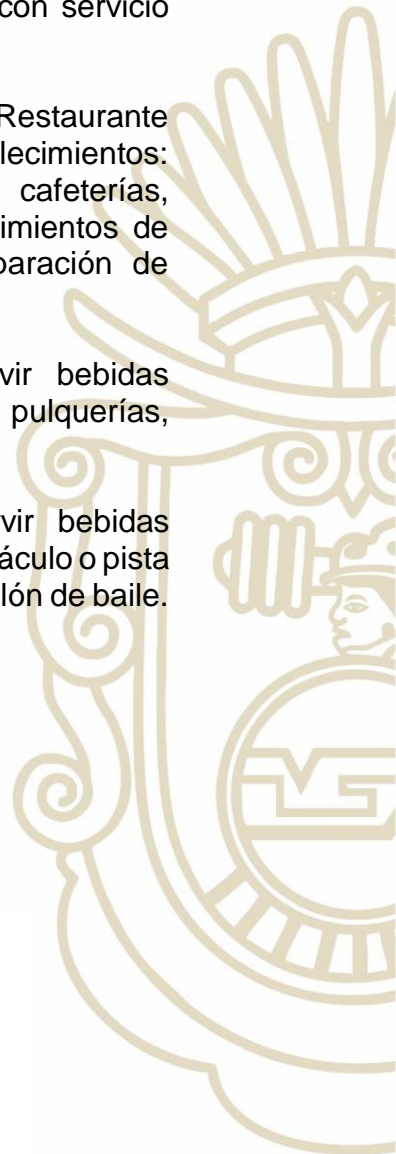 con servicio
Restaurante
lecimientos:
cafeterías,
imientos de
paración de
vir bebidas
pulquerías,
vir bebidas
áculo o pista
lón de baile.